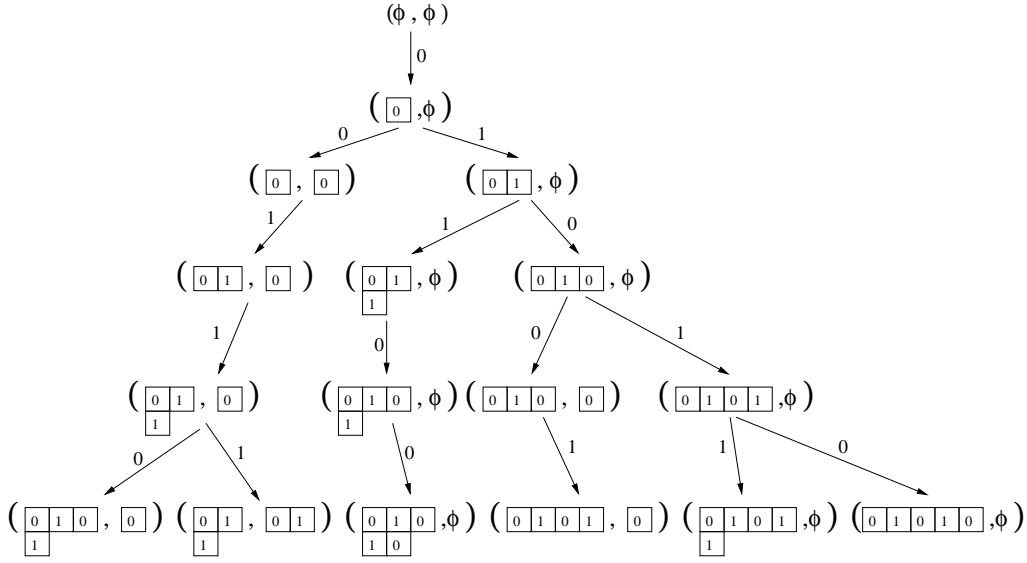 (ϕ , ϕ)
0
( 0 , ϕ )
0 1
( 0 , 0 ) ( 0 1 , ϕ )
1 1 0
( 0 1 , 0 ) ( 0 1 , ϕ ) ( 0 1 0 , ϕ )
1
1 0 0 1
( 0 1 , 0 ) ( 0 1 0 , ϕ ) ( 0 1 0 , 0 ) ( 0 1 0 1 , ϕ )
1 1
0 1 0 1 1 0
( 0 1 0 , 0 ) ( 0 1 , 0 1 ) ( 0 1 0 , ϕ ) ( 0 1 0 1 , 0 ) ( 0 1 0 1 , ϕ ) ( 0 1 0 1 0 , ϕ )
1 1 1 0 1